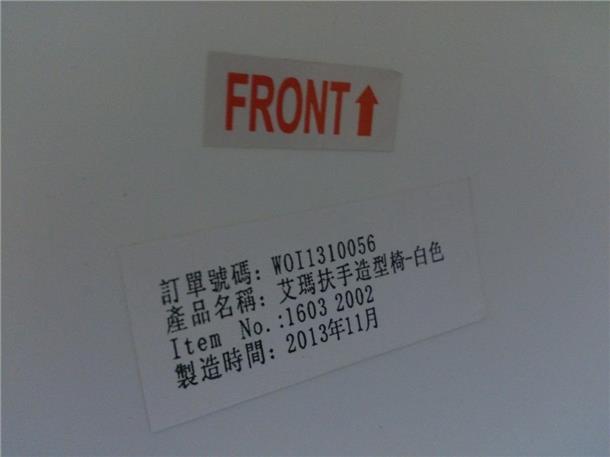 FRONT↑
訂單號碼: WOI1310056
產品名稱: 艾瑪扶手造型椅-白色
Item No.:1603 2002
製造時間: 2013年11月